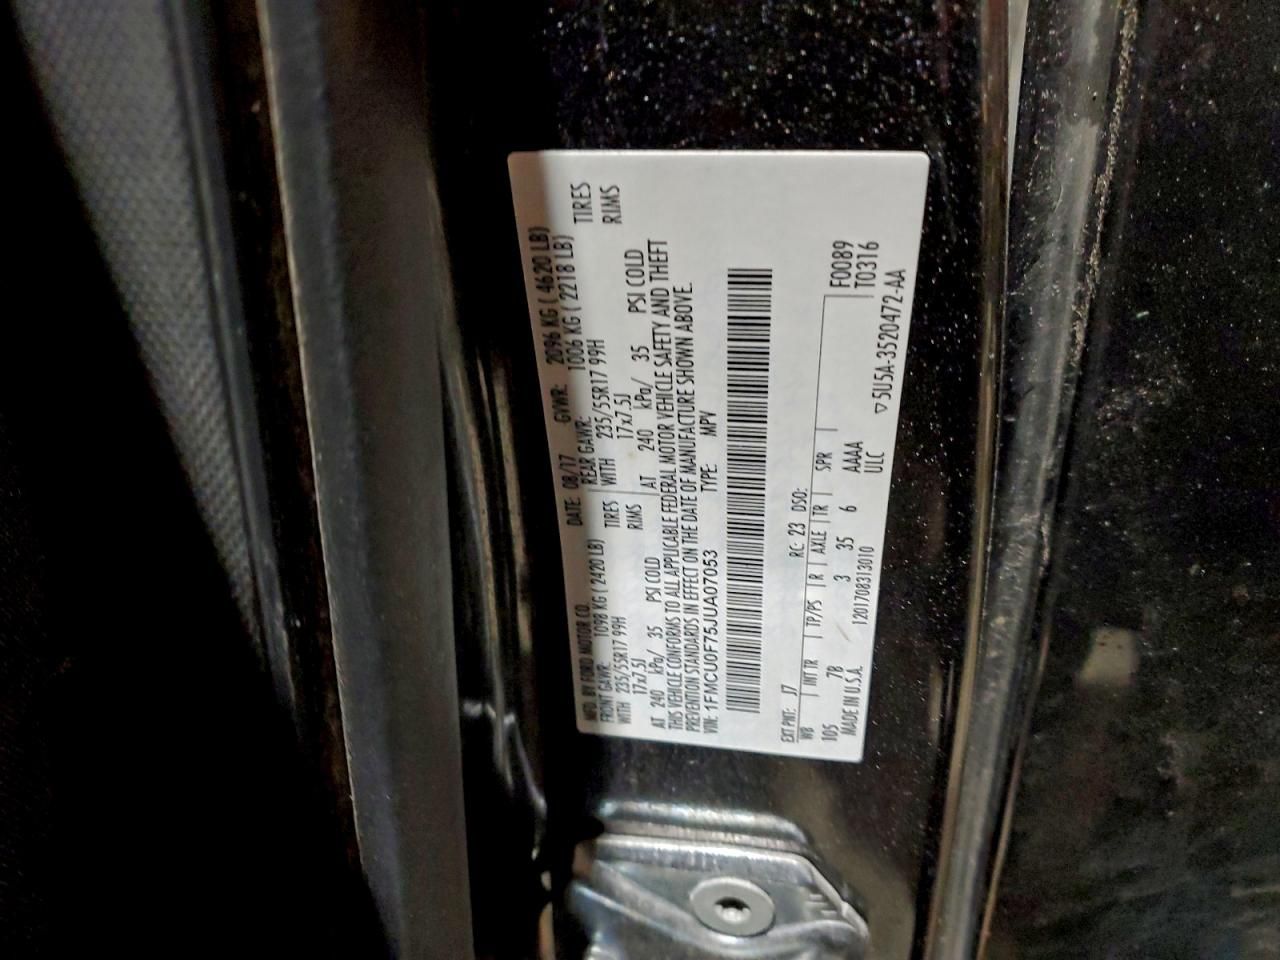 MFD. BY FORD MOTOR CO.
DATE: 08/17 GVWR: 2096 KG ( 4620 LB)
FRONT GAWR: 1098 KG ( 2420 LB) REAR GAWR: 1006 KG ( 2218 LB)
WITH 235/55R17 99H TIRES WITH 235/55R17 99H TIRES
17x7.5J RIMS 17x7.5J RIMS
AT 240 kPa/ 35 PSI COLD AT 240 kPa/ 35 PSI COLD
THIS VEHICLE CONFORMS TO ALL APPLICABLE FEDERAL MOTOR VEHICLE SAFETY AND THEFT
PREVENTION STANDARDS IN EFFECT ON THE DATE OF MANUFACTURE SHOWN ABOVE.
VIN: 1FMCU0F75JUA07053 TYPE: MPV
EXT PNT: J7 RC: 23 DSO:
WB INT TR TP/PS R AXLE TR SPR F0089
105 7B 3 35 6 AAAA T0316
MADE IN U.S.A. 1201708313010 ULC ▽5U5A-3520472-AA